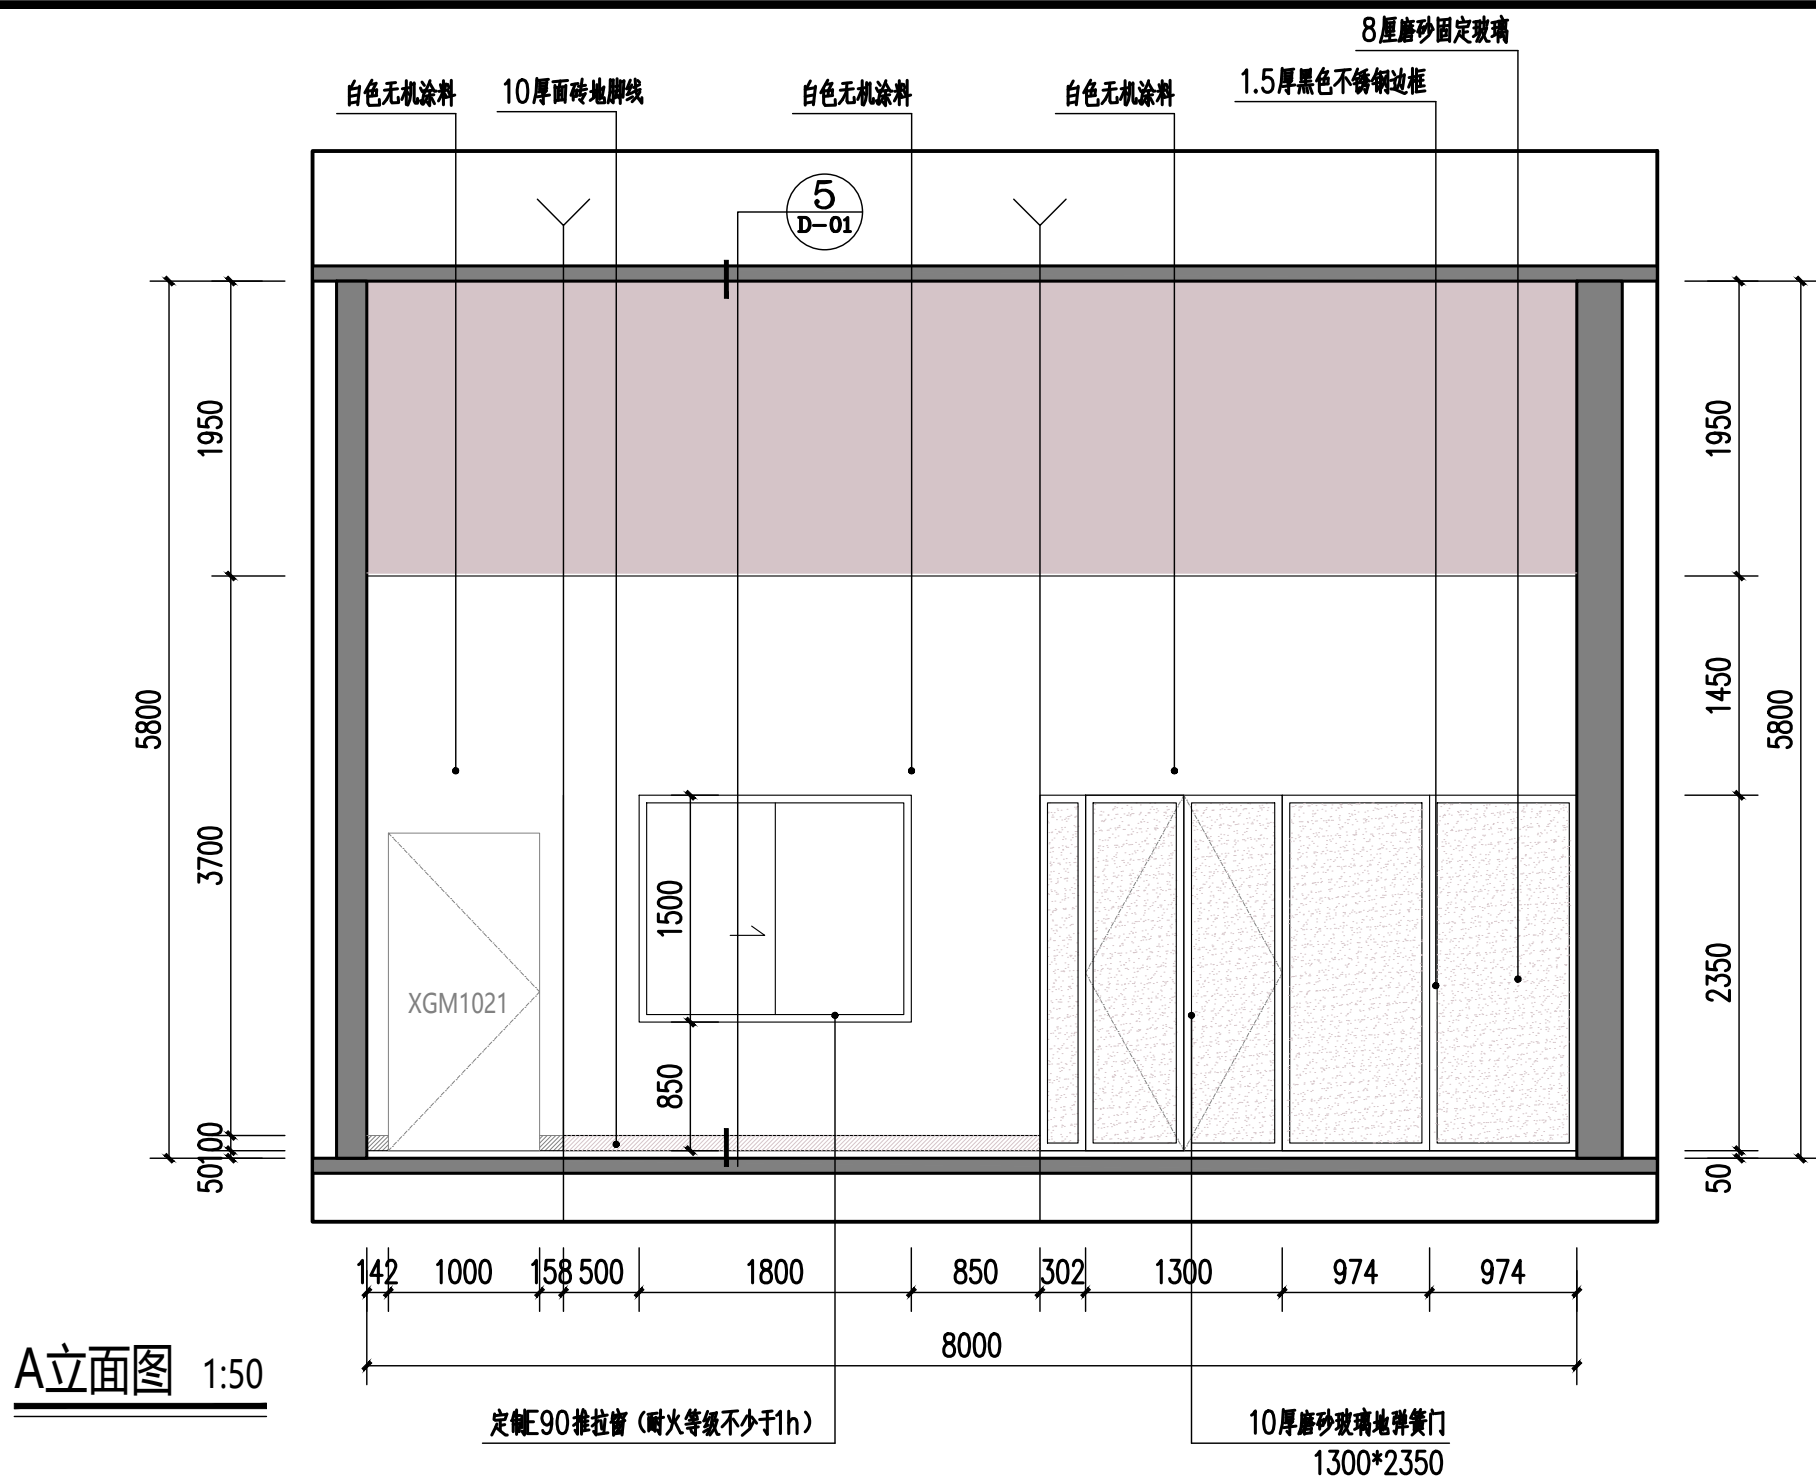 8厘磨砂固定玻璃
白色无机涂料
10厚面砖地脚线
白色无机涂料
白色无机涂料
1.5厚黑色不锈钢边框
5
D-01
1950
1950
5800
3700
1450
5800
1500
XGM1021
850
2350
100
50
50
142
1000
158
500
1800
850
302
1300
974
974
8000
A立面图 1:50
定制E90推拉窗（耐火等级不少于1h）
10厚磨砂玻璃地弹簧门
1300*2350